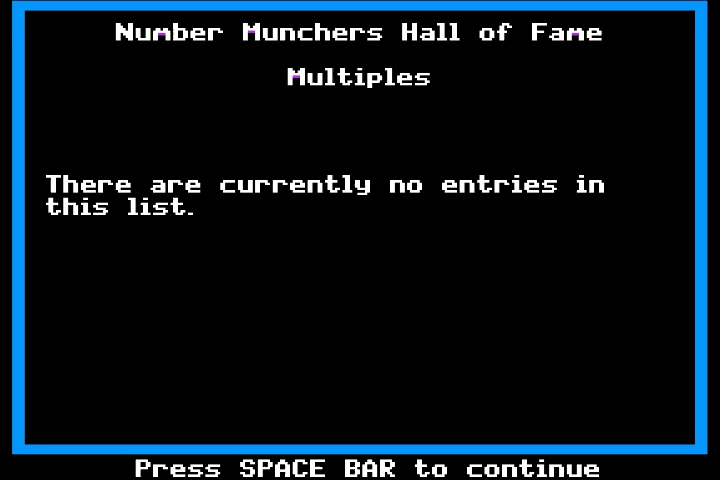 Number Munchers Hall of Fame
Multiples
There are currently no entries in
this list.
Press SPACE BAR to continue